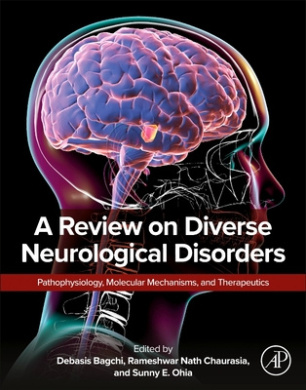 A Review on Diverse
Neurological Disorders
Pathophysiology, Molecular Mechanisms, and Therapeutics
Edited by
Debasis Bagchi, Rameshwar Nath Chaurasia,
and Sunny E. Ohia
AP